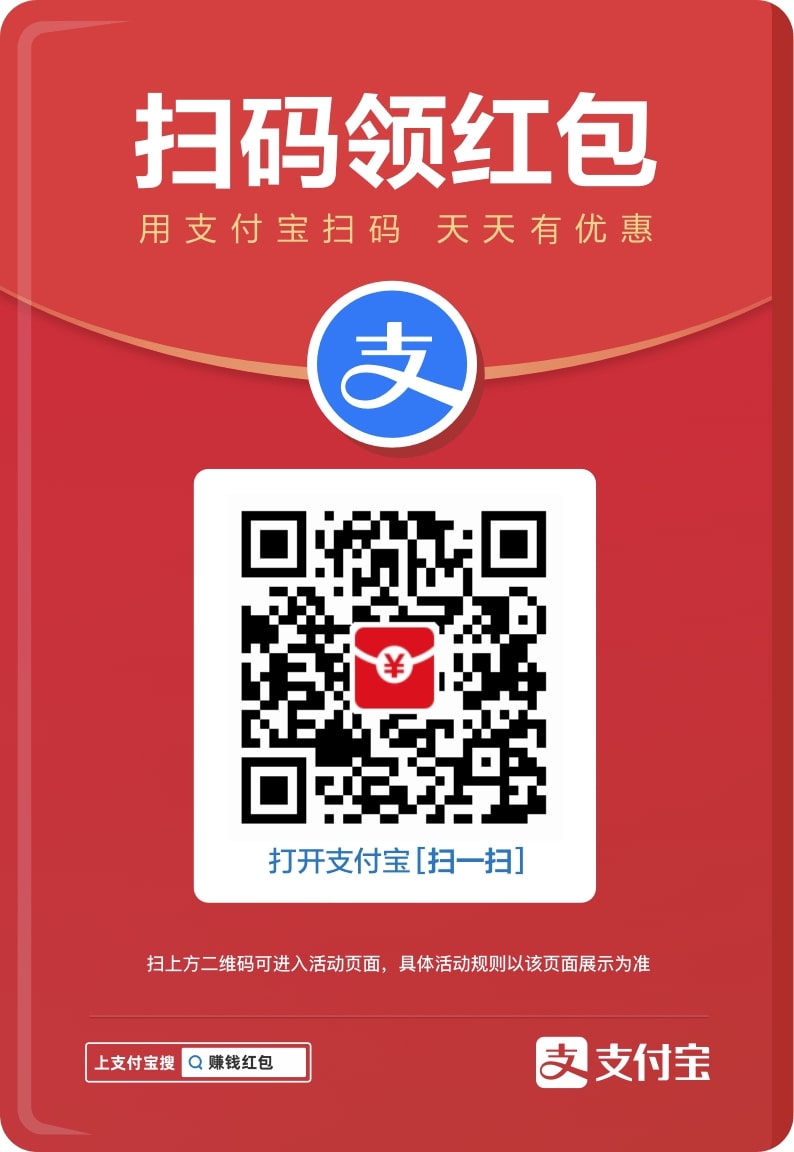 扫码领红包
用支付宝扫码 天天有优惠
支
¥
打开支付宝[扫一扫]
扫上方二维码可进入活动页面，具体活动规则以该页面展示为准
上支付宝搜 赚钱红包
支 支付宝